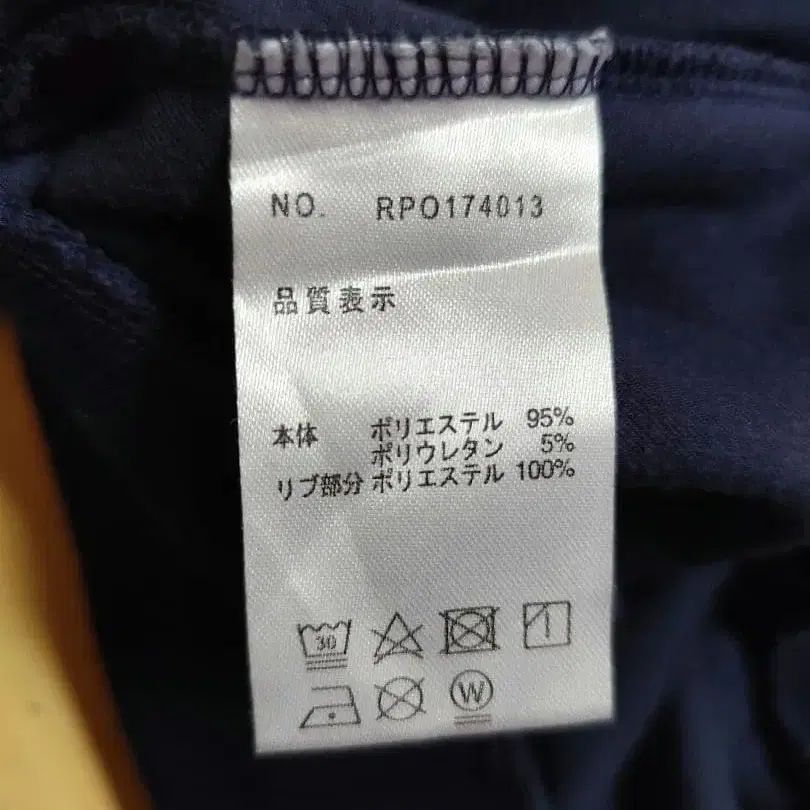 NO. RPO174013
品質表示
本体 ポリエステル 95%
ポリウレタン 5%
リブ部分 ポリエステル 100%
30
W